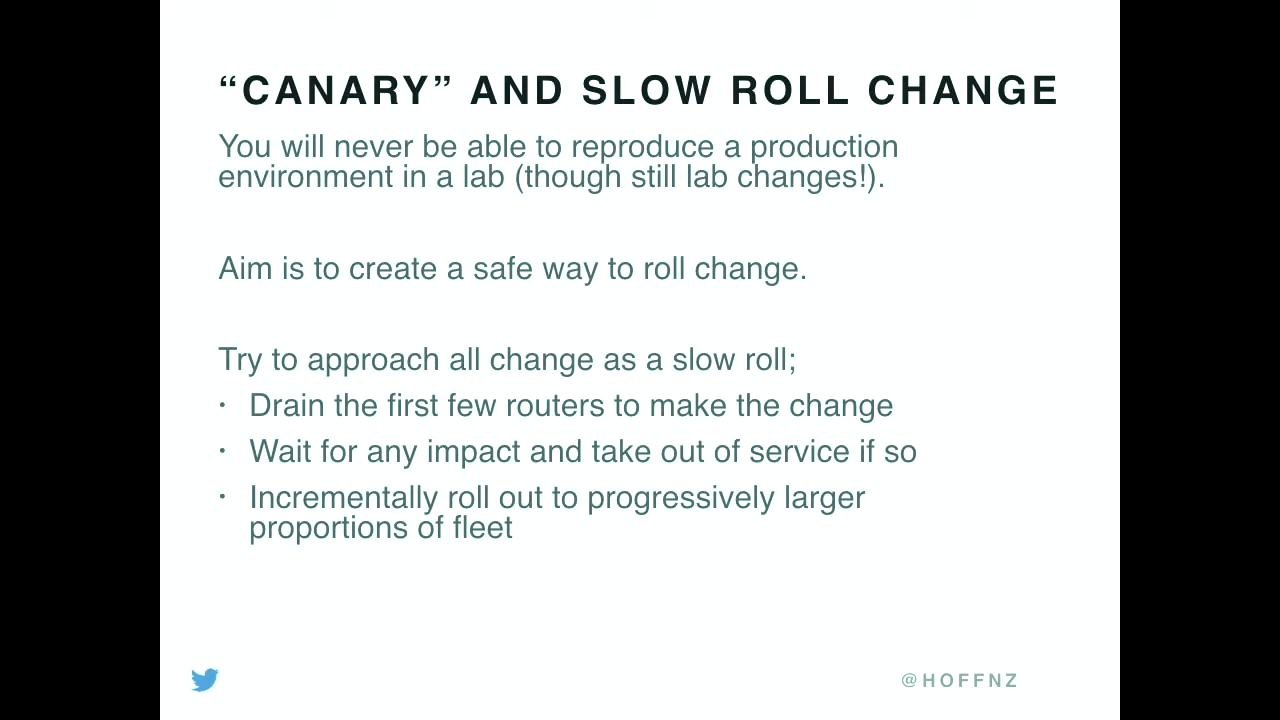 “CANARY” AND SLOW ROLL CHANGE
You will never be able to reproduce a production
environment in a lab (though still lab changes!).
Aim is to create a safe way to roll change.
Try to approach all change as a slow roll;
· Drain the first few routers to make the change
· Wait for any impact and take out of service if so
· Incrementally roll out to progressively larger
proportions of fleet
@HOFFNZ